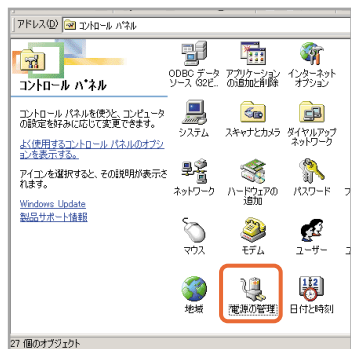 アドレス(D) コントロール パネル
コントロール パネル
コントロール パネルを使うと、コンピュータ
の設定を好みに応じて変更できます。
よく使用するコントロール パネルのオプシ
ョンを表示する。
アイコンを選択すると、その説明が表示さ
れます。
Windows Update
製品サポート情報
ODBC データ
ソース (32ビ...
アプリケーション
の追加と削除
インターネット
オプション
システム
スキャナとカメラ
ダイヤルアップ
ネットワーク
ネットワーク
ハードウェアの
追加
パスワード
マウス
モデム
ユーザー
地域
電源の管理
日付と時刻
27 個のオブジェクト